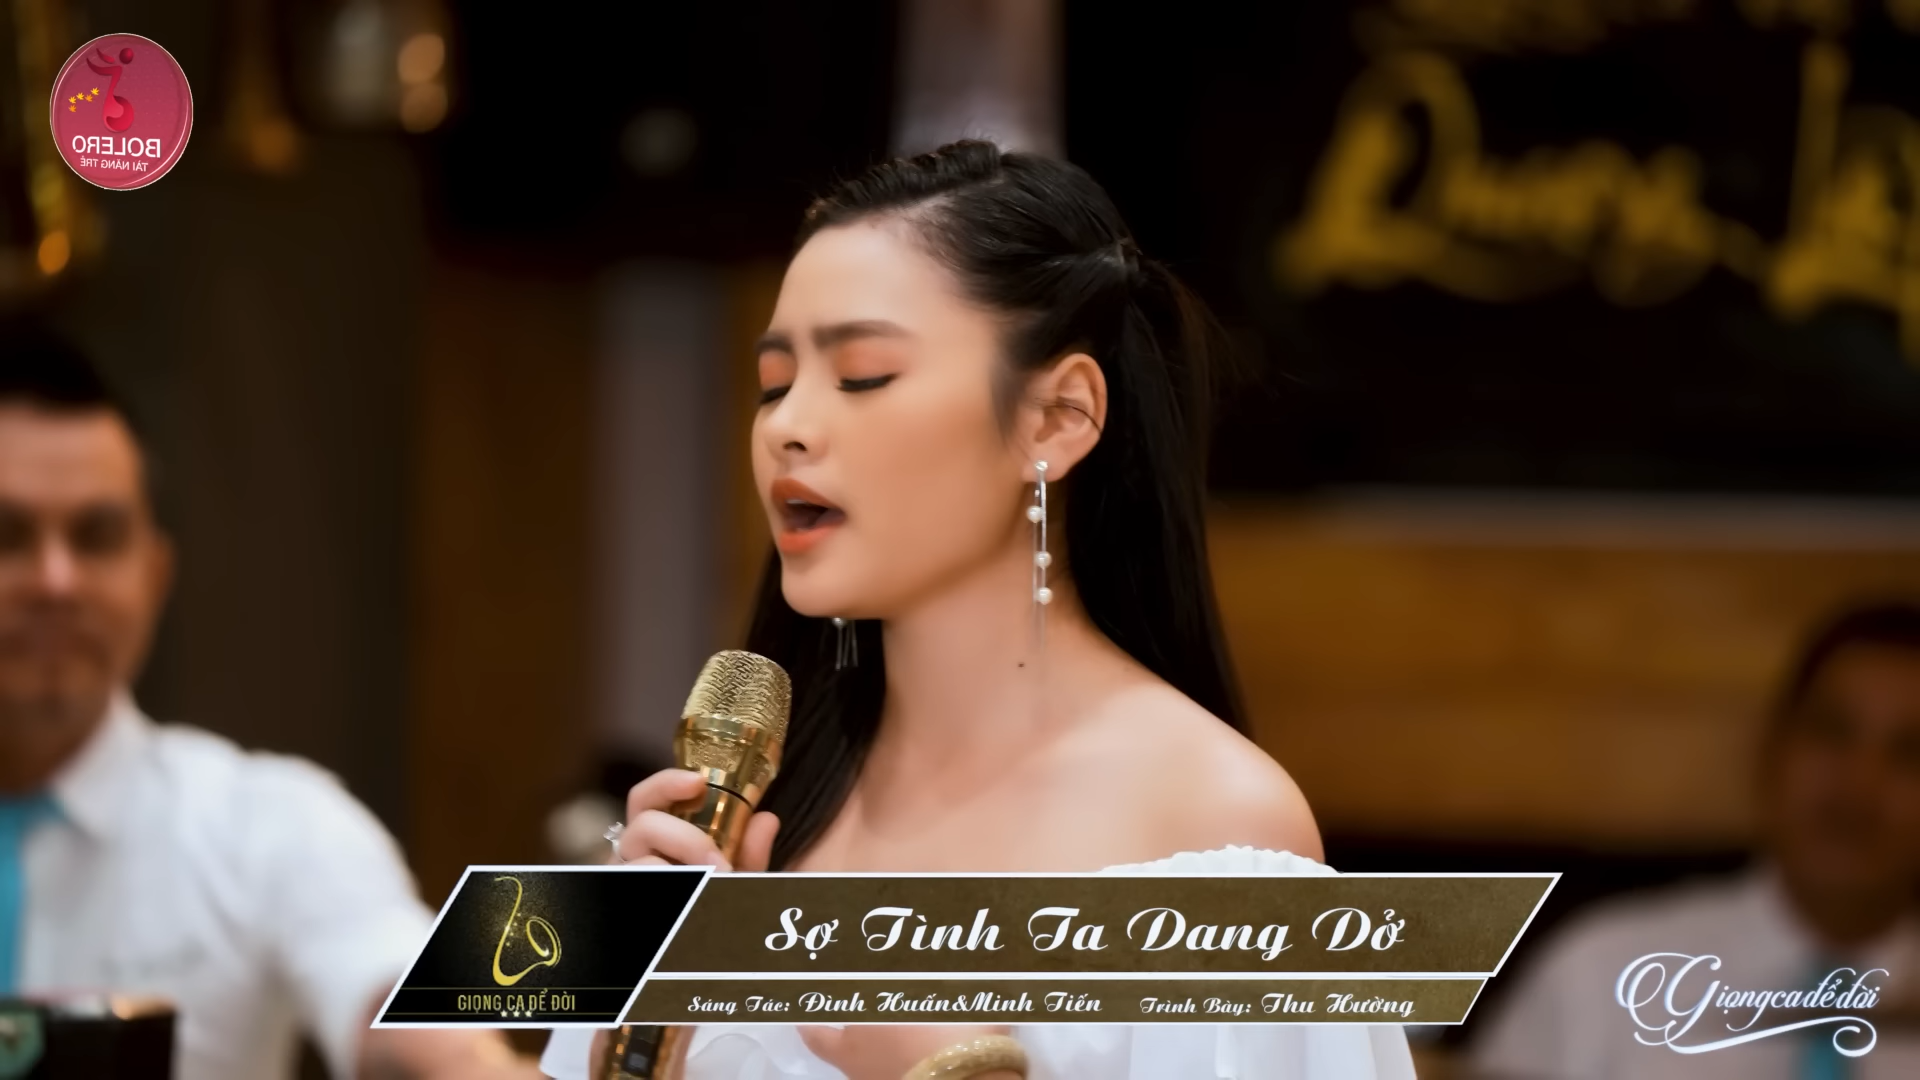 BOLERO
TÀI NĂNG TRẺ
Sợ Tình Ta Dang Dở
GIỌNG CA ĐỂ ĐỜI
Sáng Tác: Đình Huấn&Minh Tiến Trình Bày: Thu Hường
Giọngcađểđời